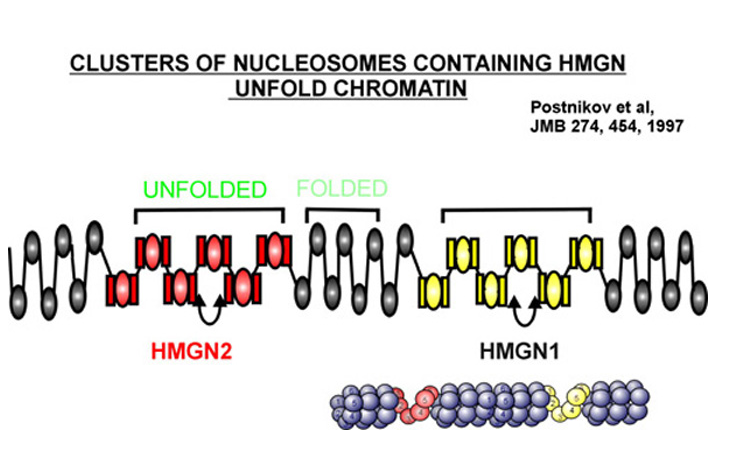 CLUSTERS OF NUCLEOSOMES CONTAINING HMGN
UNFOLD CHROMATIN
Postnikov et al,
JMB 274, 454, 1997
UNFOLDED FOLDED
HMGN2 HMGN1